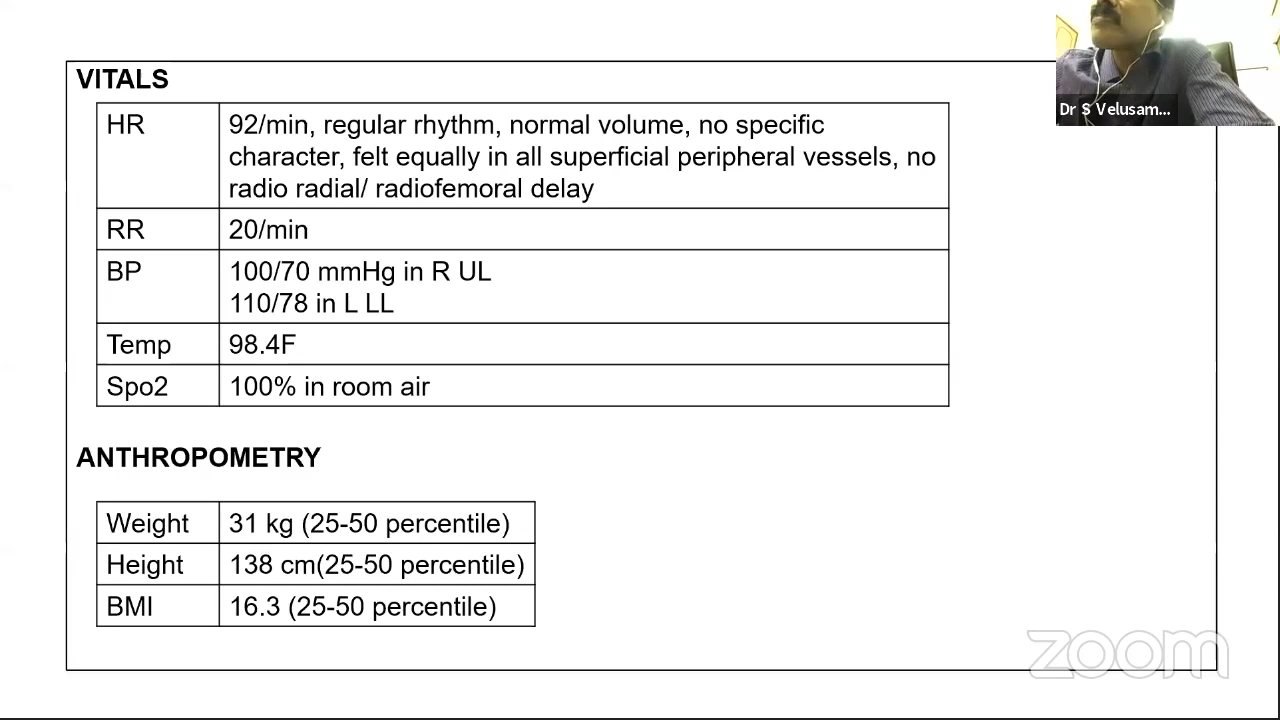 VITALS
HR
92/min, regular rhythm, normal volume, no specific
character, felt equally in all superficial peripheral vessels, no
radio radial/ radiofemoral delay
RR
20/min
BP
100/70 mmHg in R UL
110/78 in L LL
Temp
98.4F
Spo2
100% in room air
ANTHROPOMETRY
Weight
31 kg (25-50 percentile)
Height
138 cm(25-50 percentile)
BMI
16.3 (25-50 percentile)
Dr S Velusam...
zoom